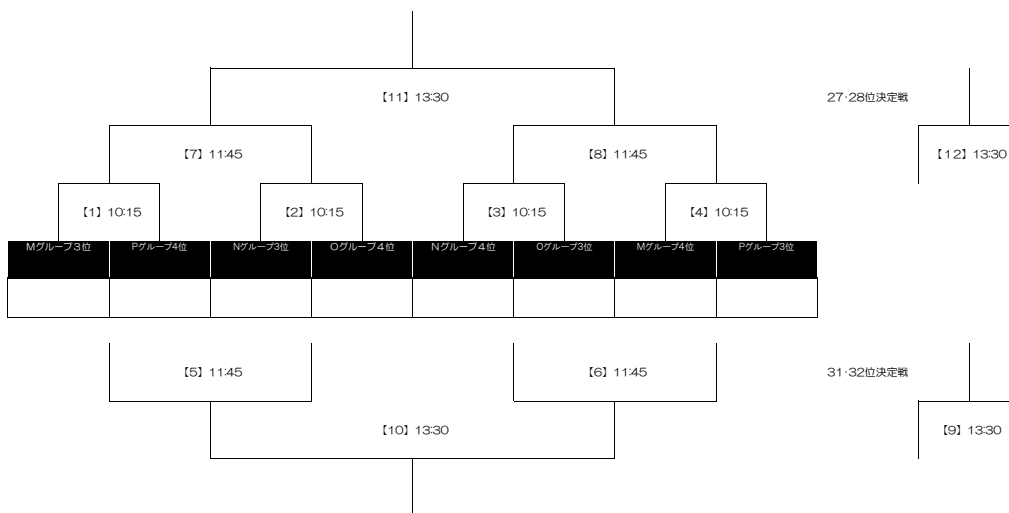 【11】13:30
27·28位決定戦
【7】11:45
【8】11:45
【12】13:30
【1】10:15
【2】10:15
【3】10:15
【4】10:15
Mグループ３位
Pグループ4位
Nグループ3位
Oグループ４位
Nグループ４位
Oグループ3位
Mグループ4位
Pグループ3位
【5】11:45
【6】11:45
31·32位決定戦
【10】13:30
【9】13:30